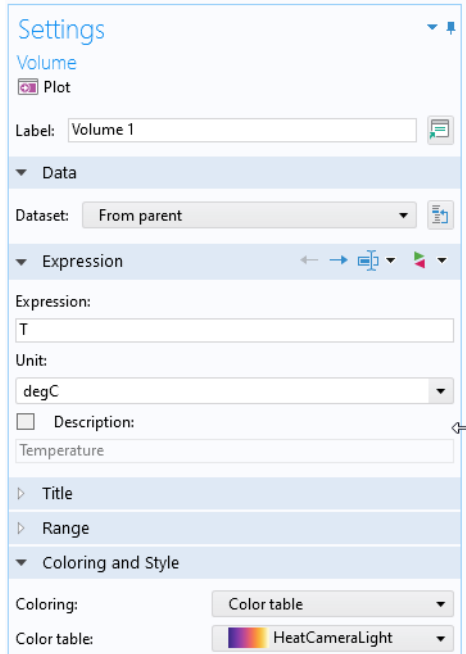 Settings
Volume
Plot
Label: Volume 1
Data
Dataset: From parent
Expression
Expression:
T
Unit:
degC
Description:
Temperature
Title
Range
Coloring and Style
Coloring: Color table
Color table: HeatCameraLight